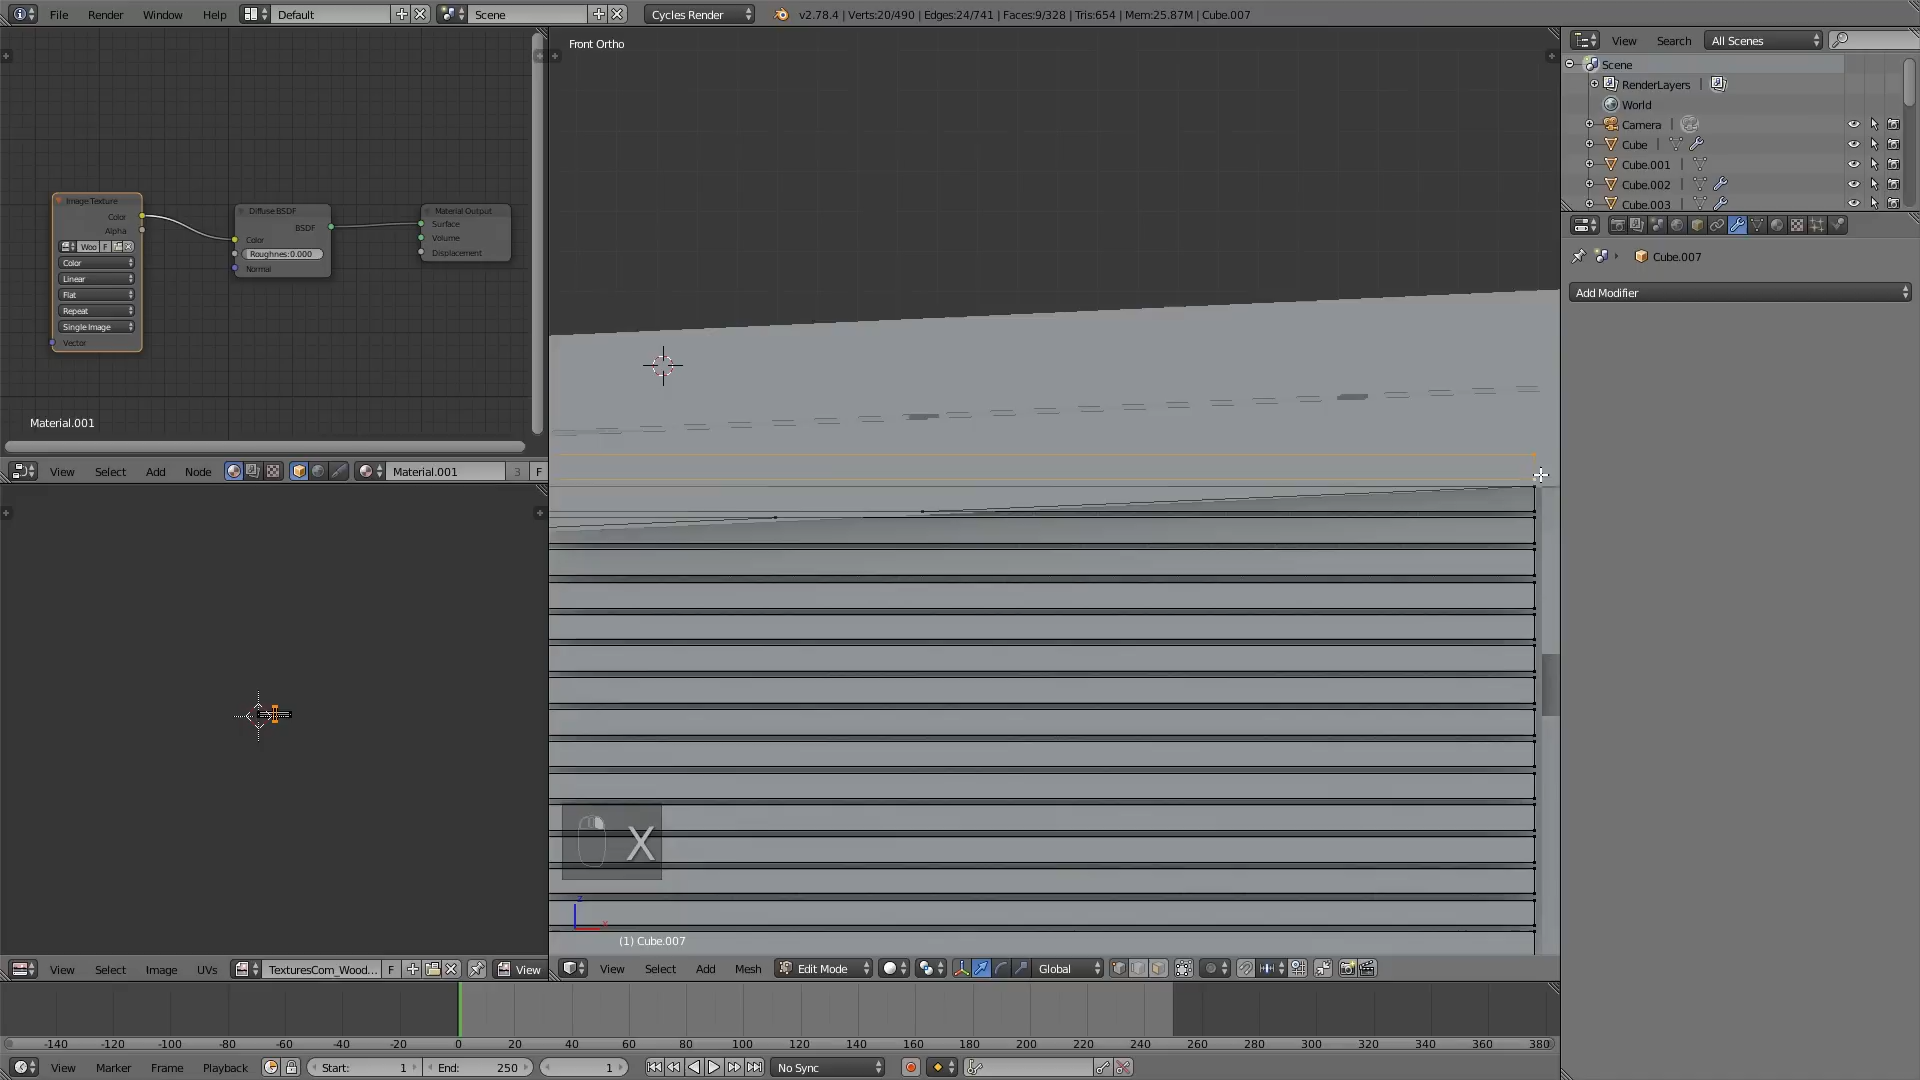 File Render Window Help Default Scene Cycles Render v2.78.4 | Verts:20/490 | Edges:24/741 | Faces:9/328 | Tris:654 | Mem:25.87M | Cube.007
Front Ortho
View Search All Scenes
Scene
RenderLayers |
World
Camera |
Cube |
Cube.001 |
Cube.002 |
Cube.003 |
Cube.007
Add Modifier
Image Texture
Color
Alpha
Woo F
Color
Linear
Flat
Repeat
Single Image
Vector
Diffuse BSDF
BSDF
Color
Roughnes:0.000
Normal
Material Output
Surface
Volume
Displacement
Material.001
View Select Add Node Material.001 3 F
X
z
x
(1) Cube.007
View Select Image UVs TexturesCom_Wood... F View
View Select Add Mesh Edit Mode Global
-140 -120 -100 -80 -60 -40 -20 0 20 40 60 80 100 120 140 160 180 200 220 240 260 280 300 320 340 360 380
View Marker Frame Playback Start: 1 End: 250 1 No Sync